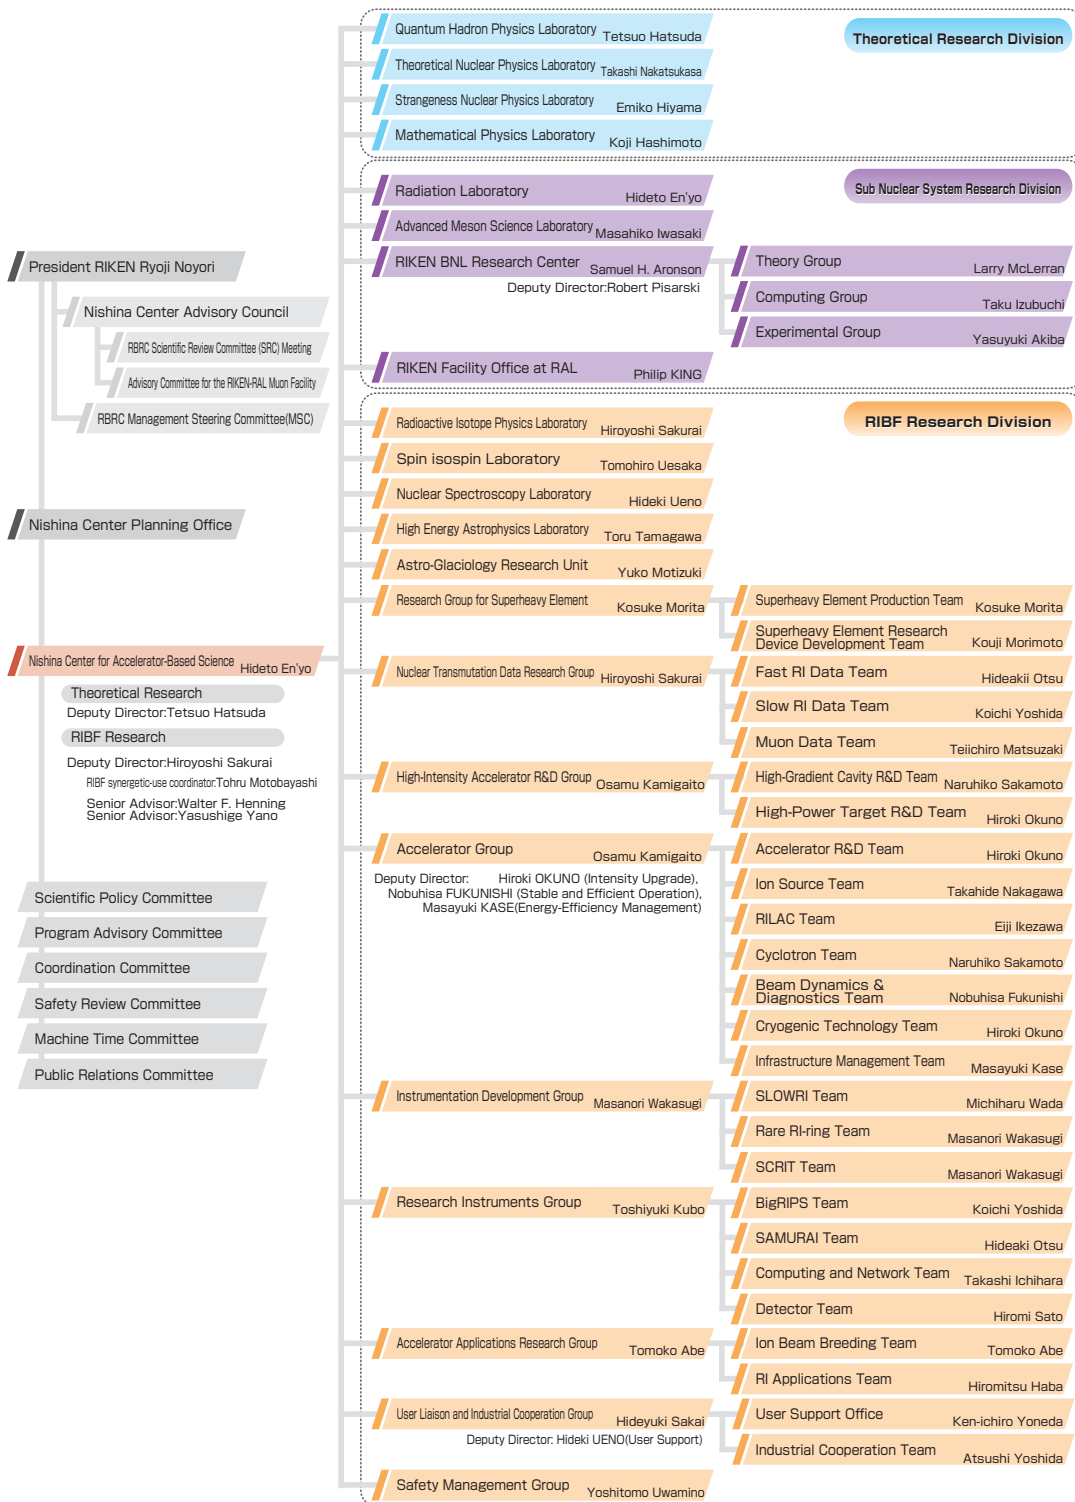 President RIKEN Ryoji Noyori
Nishina Center Advisory Council
RBRC Scientific Review Committee (SRC) Meeting
Advisory Committee for the RIKEN-RAL Muon Facility
RBRC Management Steering Committee(MSC)
Nishina Center Planning Office
Nishina Center for Accelerator-Based Science Hideto En'yo
Theoretical Research
Deputy Director:Tetsuo Hatsuda
RIBF Research
Deputy Director:Hiroyoshi Sakurai
RIBF synergetic-use coordinator:Tohru Motobayashi
Senior Advisor:Walter F. Henning
Senior Advisor:Yasushige Yano
Scientific Policy Committee
Program Advisory Committee
Coordination Committee
Safety Review Committee
Machine Time Committee
Public Relations Committee
Theoretical Research Division
Quantum Hadron Physics Laboratory Tetsuo Hatsuda
Theoretical Nuclear Physics Laboratory Takashi Nakatsukasa
Strangeness Nuclear Physics Laboratory Emiko Hiyama
Mathematical Physics Laboratory Koji Hashimoto
Sub Nuclear System Research Division
Radiation Laboratory Hideto En'yo
Advanced Meson Science Laboratory Masahiko Iwasaki
RIKEN BNL Research Center Samuel H. Aronson
Deputy Director:Robert Pisarski
Theory Group Larry McLerran
Computing Group Taku Izubuchi
Experimental Group Yasuyuki Akiba
RIKEN Facility Office at RAL Philip KING
RIBF Research Division
Radioactive Isotope Physics Laboratory Hiroyoshi Sakurai
Spin isospin Laboratory Tomohiro Uesaka
Nuclear Spectroscopy Laboratory Hideki Ueno
High Energy Astrophysics Laboratory Toru Tamagawa
Astro-Glaciology Research Unit Yuko Motizuki
Research Group for Superheavy Element Kosuke Morita
Superheavy Element Production Team Kosuke Morita
Superheavy Element Research
Device Development Team Kouji Morimoto
Nuclear Transmutation Data Research Group Hiroyoshi Sakurai
Fast RI Data Team Hideakii Otsu
Slow RI Data Team Koichi Yoshida
Muon Data Team Teiichiro Matsuzaki
High-Intensity Accelerator R&D Group Osamu Kamigaito
High-Gradient Cavity R&D Team Naruhiko Sakamoto
High-Power Target R&D Team Hiroki Okuno
Accelerator Group Osamu Kamigaito
Deputy Director: Hiroki OKUNO (Intensity Upgrade),
Nobuhisa FUKUNISHI (Stable and Efficient Operation),
Masayuki KASE(Energy-Efficiency Management)
Accelerator R&D Team Hiroki Okuno
Ion Source Team Takahide Nakagawa
RILAC Team Eiji Ikezawa
Cyclotron Team Naruhiko Sakamoto
Beam Dynamics &
Diagnostics Team Nobuhisa Fukunishi
Cryogenic Technology Team Hiroki Okuno
Infrastructure Management Team Masayuki Kase
Instrumentation Development Group Masanori Wakasugi
SLOWRI Team Michiharu Wada
Rare RI-ring Team Masanori Wakasugi
SCRIT Team Masanori Wakasugi
Research Instruments Group Toshiyuki Kubo
BigRIPS Team Koichi Yoshida
SAMURAI Team Hideaki Otsu
Computing and Network Team Takashi Ichihara
Detector Team Hiromi Sato
Accelerator Applications Research Group Tomoko Abe
Ion Beam Breeding Team Tomoko Abe
RI Applications Team Hiromitsu Haba
User Liaison and Industrial Cooperation Group Hideyuki Sakai
Deputy Director: Hideki UENO(User Support)
User Support Office Ken-ichiro Yoneda
Industrial Cooperation Team Atsushi Yoshida
Safety Management Group Yoshitomo Uwamino